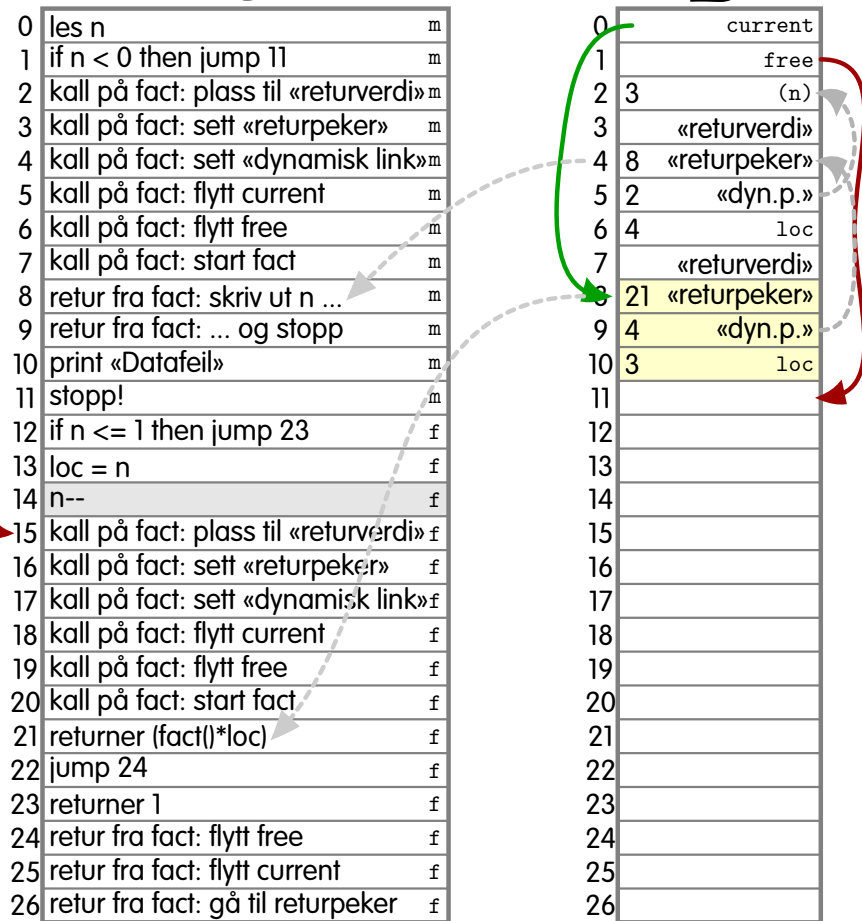 0 les n m
1 if n < 0 then jump 11 m
2 kall på fact: plass til «returverdi» m
3 kall på fact: sett «returpeker» m
4 kall på fact: sett «dynamisk link» m
5 kall på fact: flytt current m
6 kall på fact: flytt free m
7 kall på fact: start fact m
8 retur fra fact: skriv ut n ... m
9 retur fra fact: ... og stopp m
10 print «Datafeil» m
11 stopp! m
12 if n <= 1 then jump 23 f
13 loc = n f
14 n-- f
15 kall på fact: plass til «returverdi» f
16 kall på fact: sett «returpeker» f
17 kall på fact: sett «dynamisk link» f
18 kall på fact: flytt current f
19 kall på fact: flytt free f
20 kall på fact: start fact f
21 returner (fact()*loc) f
22 jump 24 f
23 returner 1 f
24 retur fra fact: flytt free f
25 retur fra fact: flytt current f
26 retur fra fact: gå til returpeker f
0 current
1 free
2 3 (n)
3 «returverdi»
4 8 «returpeker»
5 2 «dyn.p.»
6 4 loc
7 «returverdi»
8 21 «returpeker»
9 4 «dyn.p.»
10 3 loc
11
12
13
14
15
16
17
18
19
20
21
22
23
24
25
26